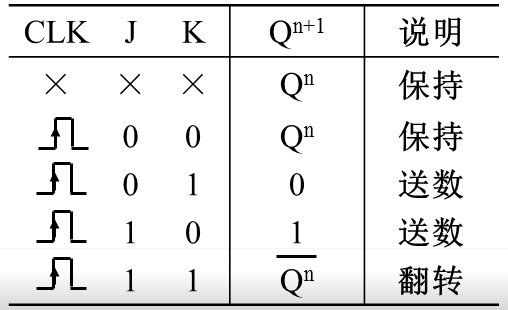 CLK J K Qⁿ⁺¹ 说明
× × × Qⁿ 保持
0 0 Qⁿ 保持
0 1 0 送数
1 0 1 送数
1 1 Q̅ⁿ 翻转